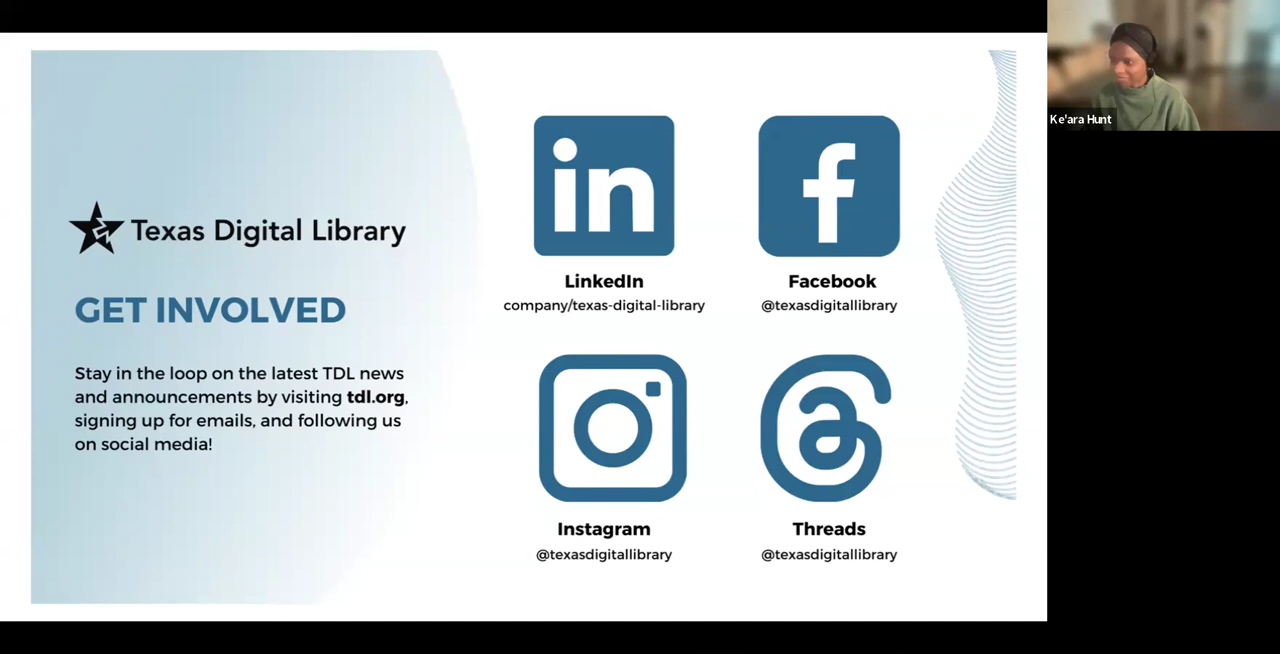 Texas Digital Library
GET INVOLVED
Stay in the loop on the latest TDL news
and announcements by visiting tdl.org,
signing up for emails, and following us
on social media!
in
LinkedIn
company/texas-digital-library
f
Facebook
@texasdigitallibrary
Instagram
@texasdigitallibrary
Threads
@texasdigitallibrary
Ke'ara Hunt